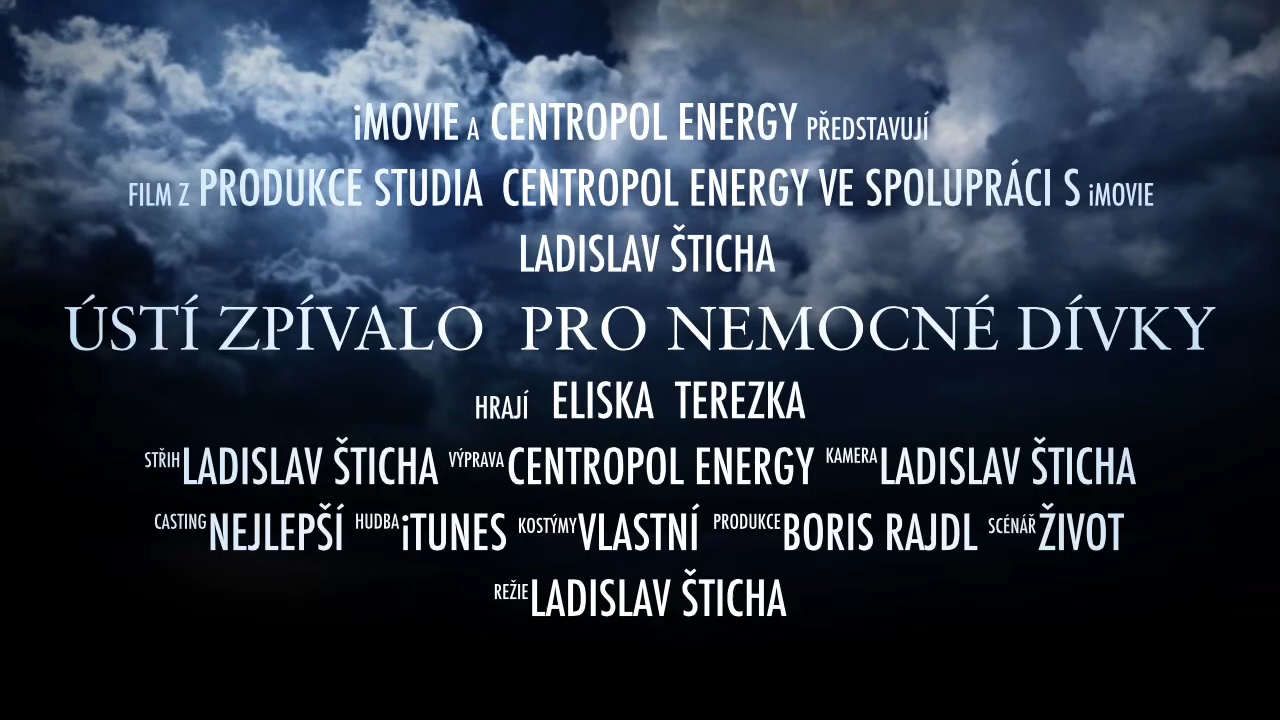 iMOVIE A CENTROPOL ENERGY PŘEDSTAVUJÍ
FILM Z PRODUKCE STUDIA CENTROPOL ENERGY VE SPOLUPRÁCI S iMOVIE
LADISLAV ŠTICHA
ÚSTÍ ZPÍVALO PRO NEMOCNÉ DÍVKY
HRAJÍ ELISKA TEREZKA
STŘIH LADISLAV ŠTICHA VÝPRAVA CENTROPOL ENERGY KAMERA LADISLAV ŠTICHA
CASTING NEJLEPŠÍ HUDBA iTUNES KOSTÝMY VLASTNÍ PRODUKCE BORIS RAJDL SCÉNÁŘ ŽIVOT
REŽIE LADISLAV ŠTICHA